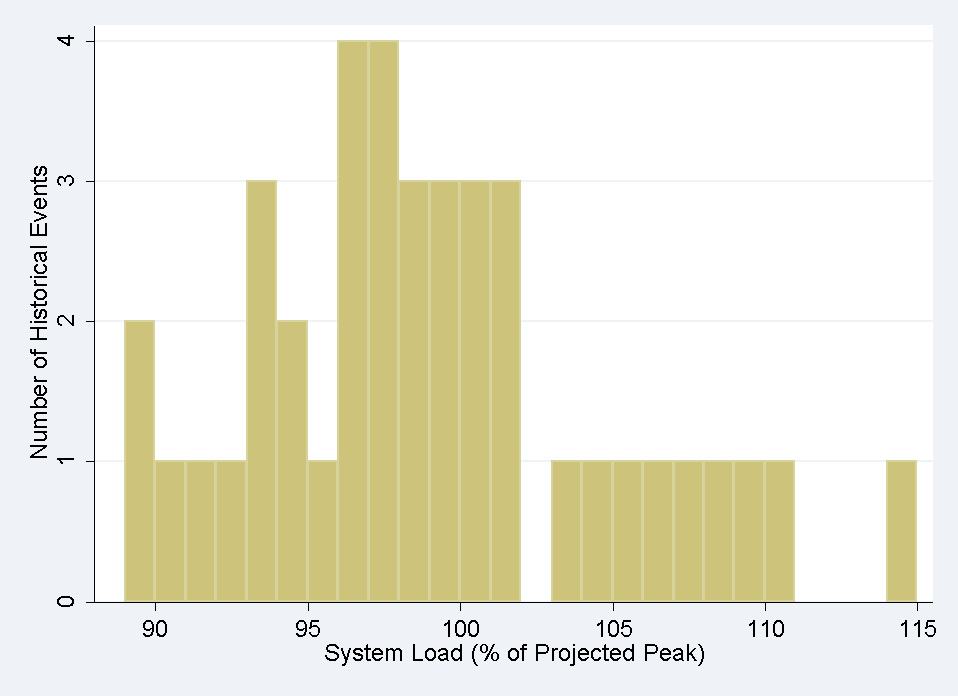 4
3
2
1
0
Number of Historical Events
90 95 100 105 110 115
System Load (% of Projected Peak)